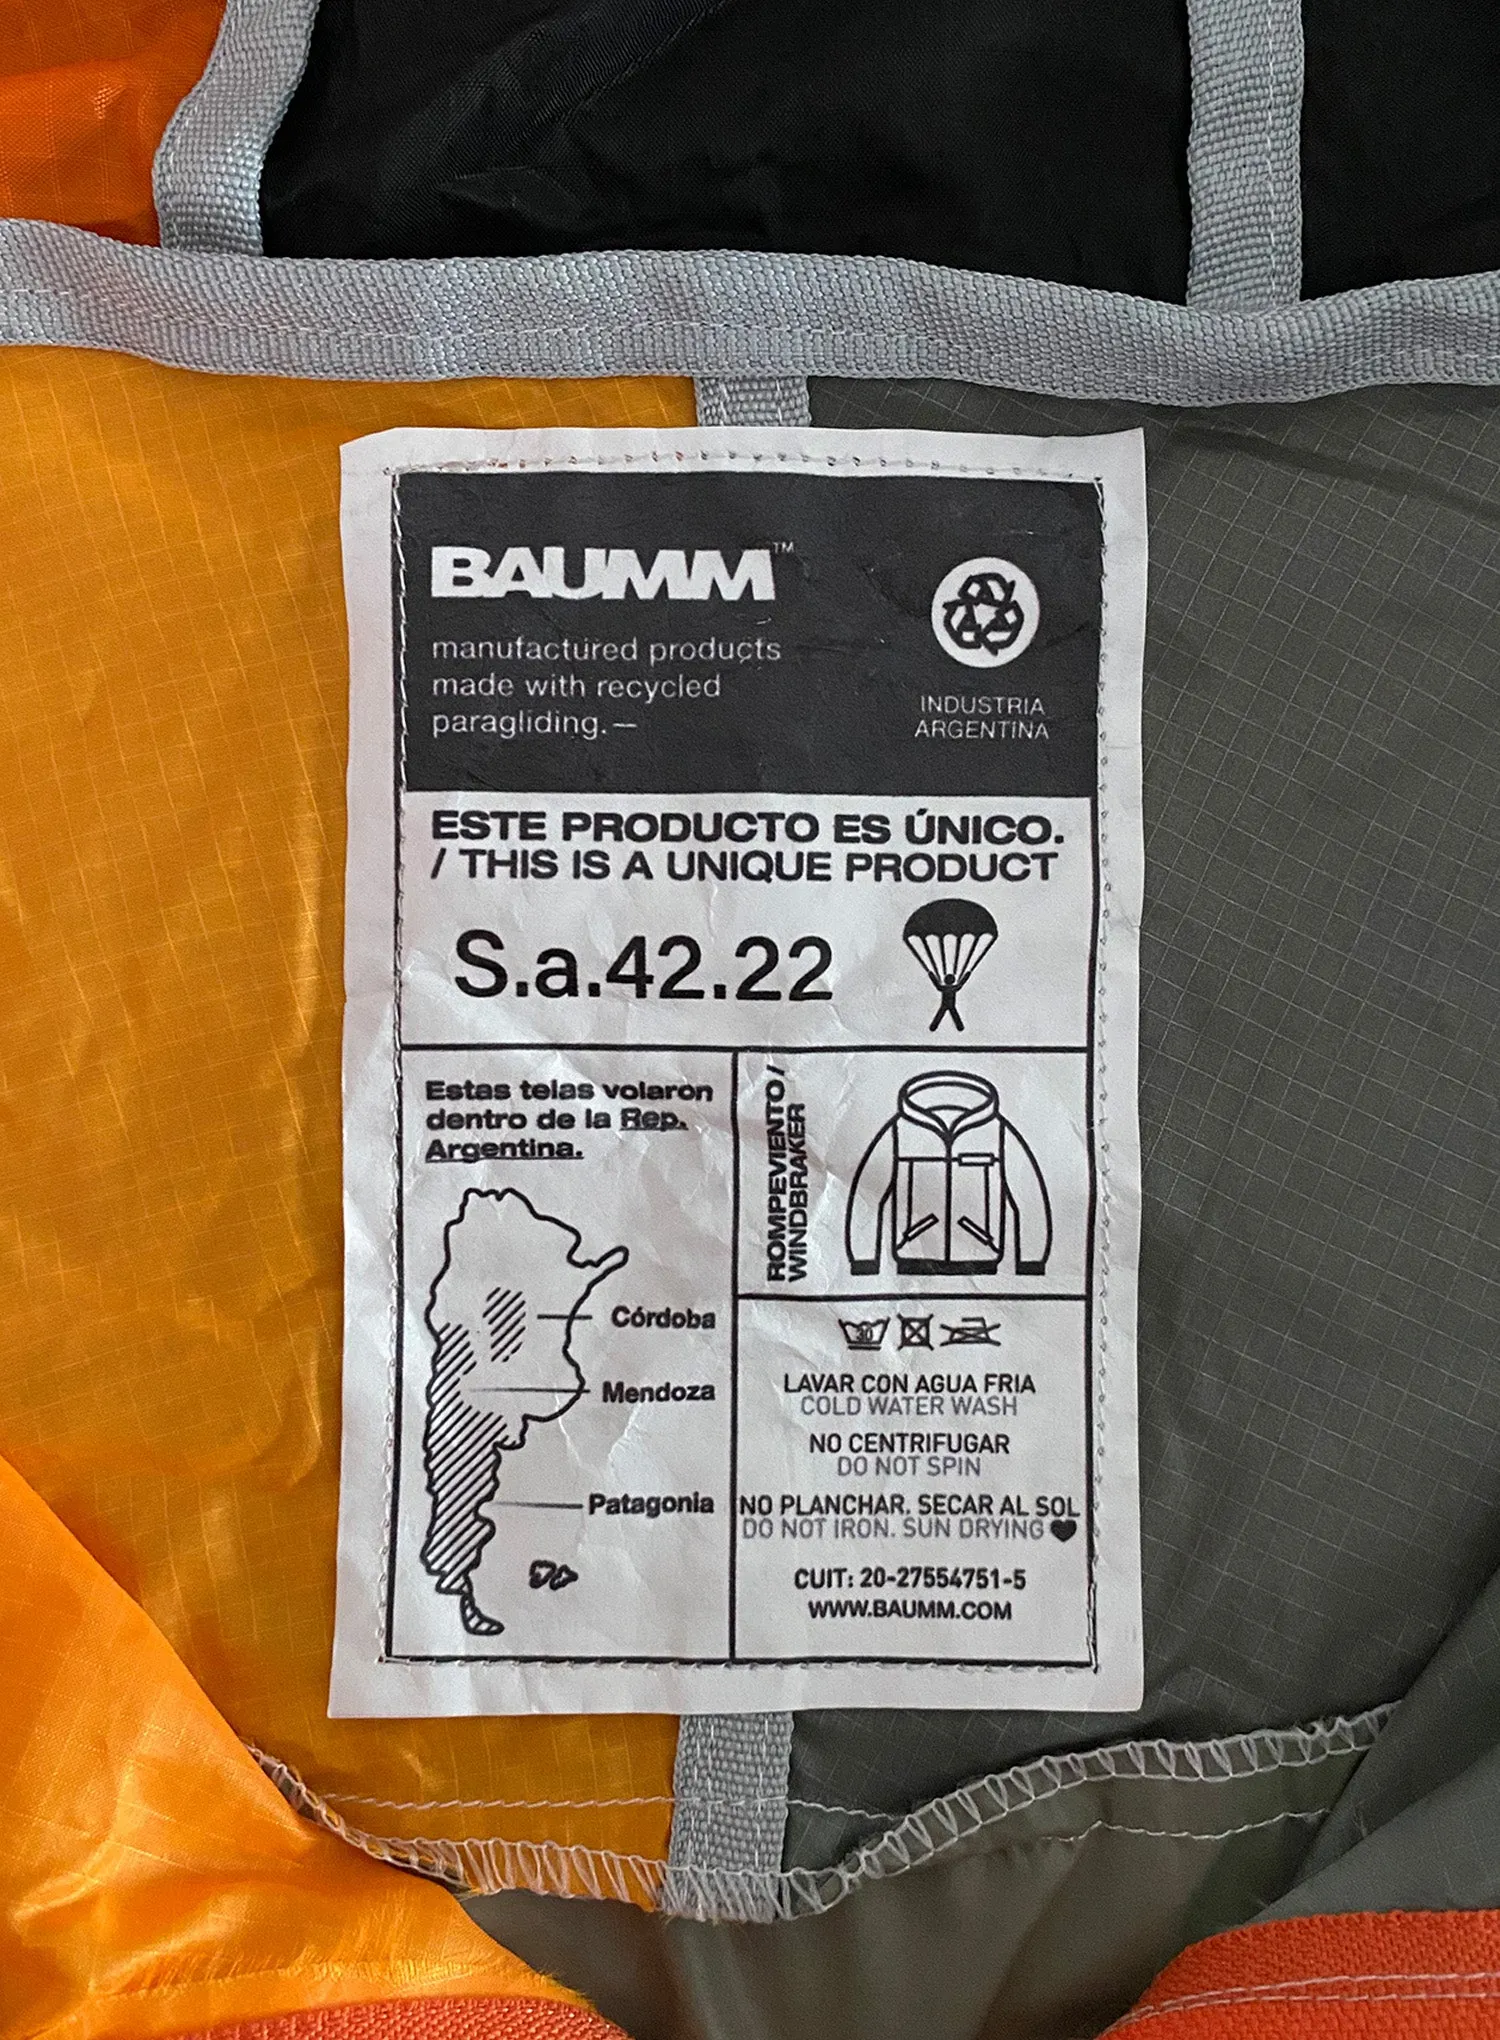 BAUMM™
manufactured products
made with recycled
paragliding.—
INDUSTRIA
ARGENTINA
ESTE PRODUCTO ES ÚNICO.
/ THIS IS A UNIQUE PRODUCT
S.a.42.22
Estas telas volaron
dentro de la Rep.
Argentina.
Córdoba
Mendoza
Patagonia
ROMPEVIENTO /
WINDBRAKER
30
LAVAR CON AGUA FRIA
COLD WATER WASH
NO CENTRIFUGAR
DO NOT SPIN
NO PLANCHAR. SECAR AL SOL
DO NOT IRON. SUN DRYING
CUIT: 20-27554751-5
WWW.BAUMM.COM